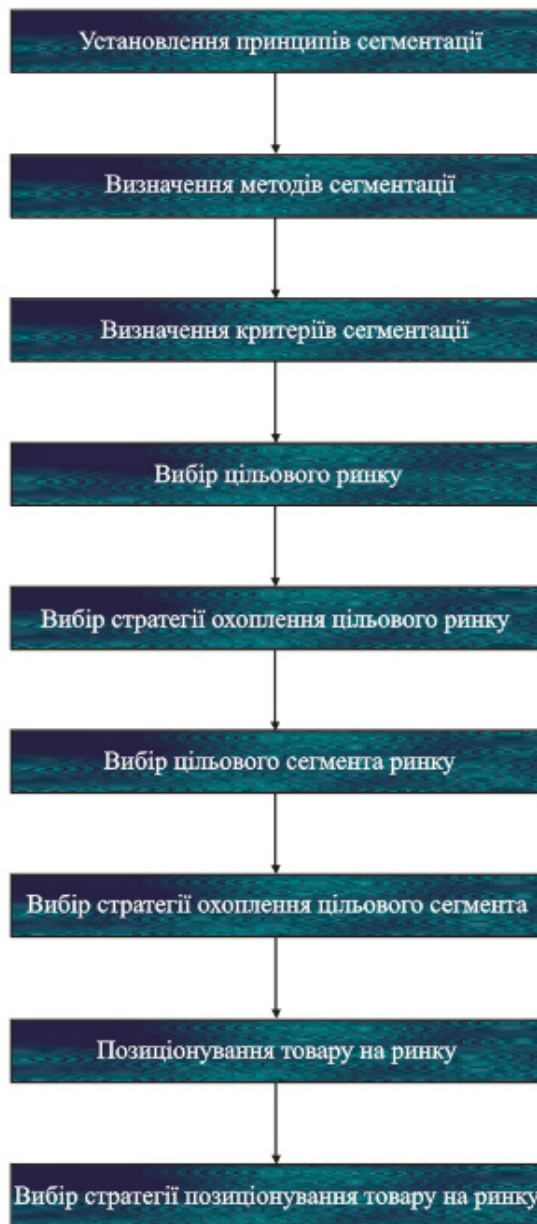 Установлення принципів сегментації
Визначення методів сегментації
Визначення критеріїв сегментації
Вибір цільового ринку
Вибір стратегії охоплення цільового ринку
Вибір цільового сегмента ринку
Вибір стратегії охоплення цільового сегмента
Позиціонування товару на ринку
Вибір стратегії позиціонування товару на ринку